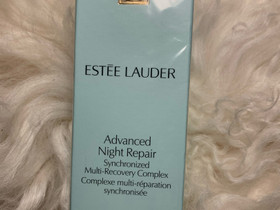 ESTĒE LAUDER
Advanced
Night Repair
Synchronized
Multi-Recovery Complex
Complexe multi-réparation
synchronisée